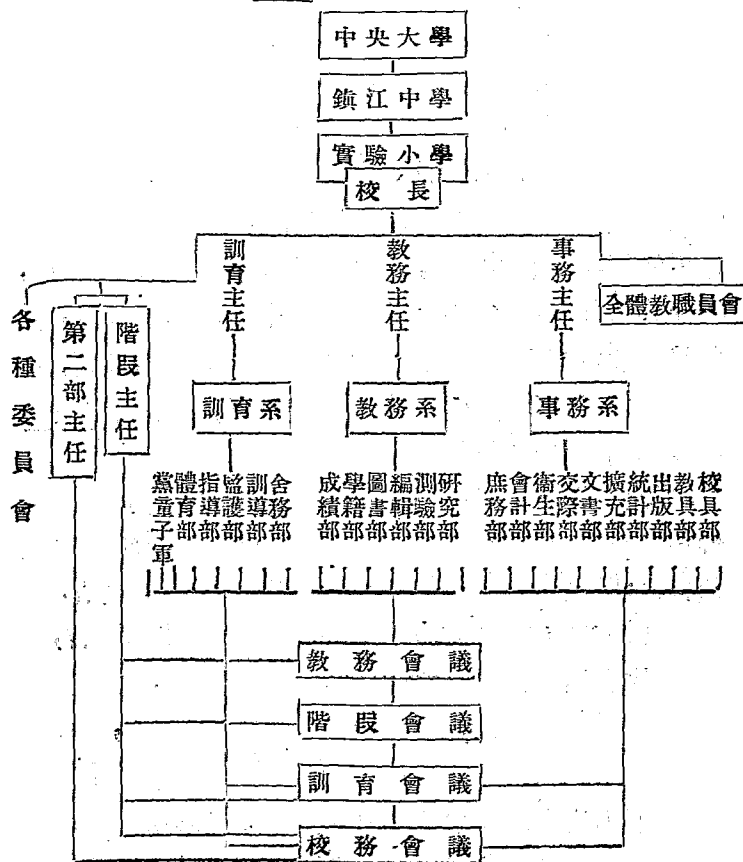 中央大學
鎮江中學
實驗小學
校長
事務主任
教務主任
訓育主任
全體教職員會
階段主任
第二部主任
各種委員會
事務系
教務系
訓育系
校具部
教具部
出版部
統計部
擴充部
文書部
交際部
衞生部
會計部
庶務部
研究部
測驗部
編輯部
圖書部
學籍部
成績部
舍務部
訓導部
監護部
指導部
體育部
黨童子軍
教務會議
階段會議
訓育會議
校務會議